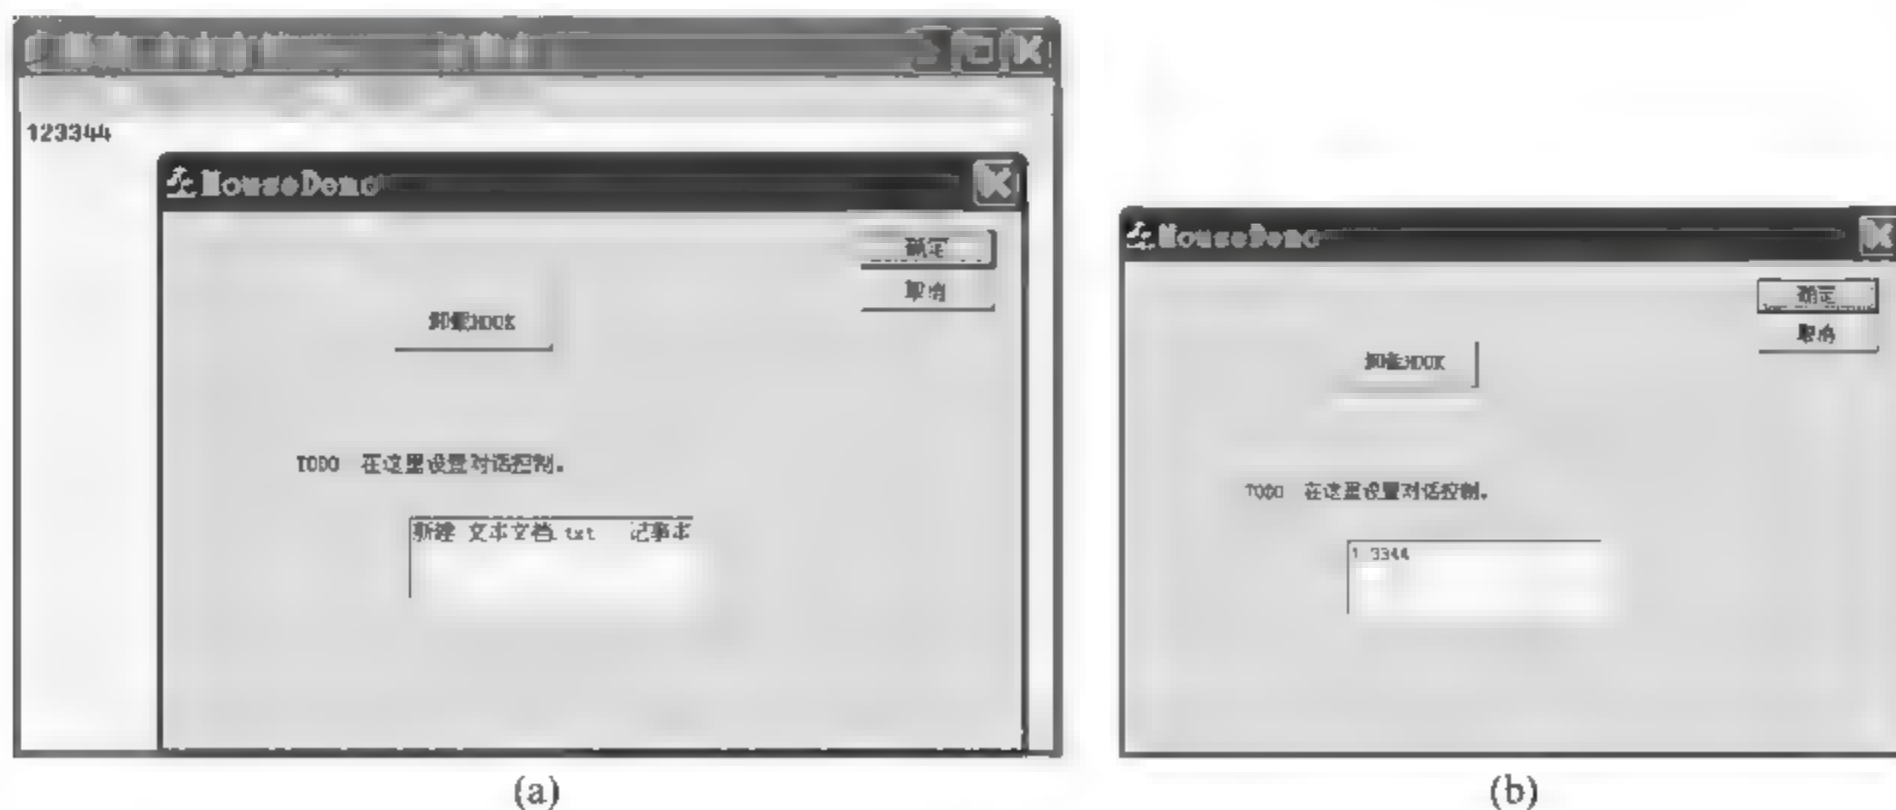 123344
MouseDemo
确定
取消
卸载HOOK
TODO 在这里设置对话控制。
新建 文本文档.txt 记事本
(a)
MouseDemo
确定
取消
卸载HOOK
TODO 在这里设置对话控制。
3344
(b)